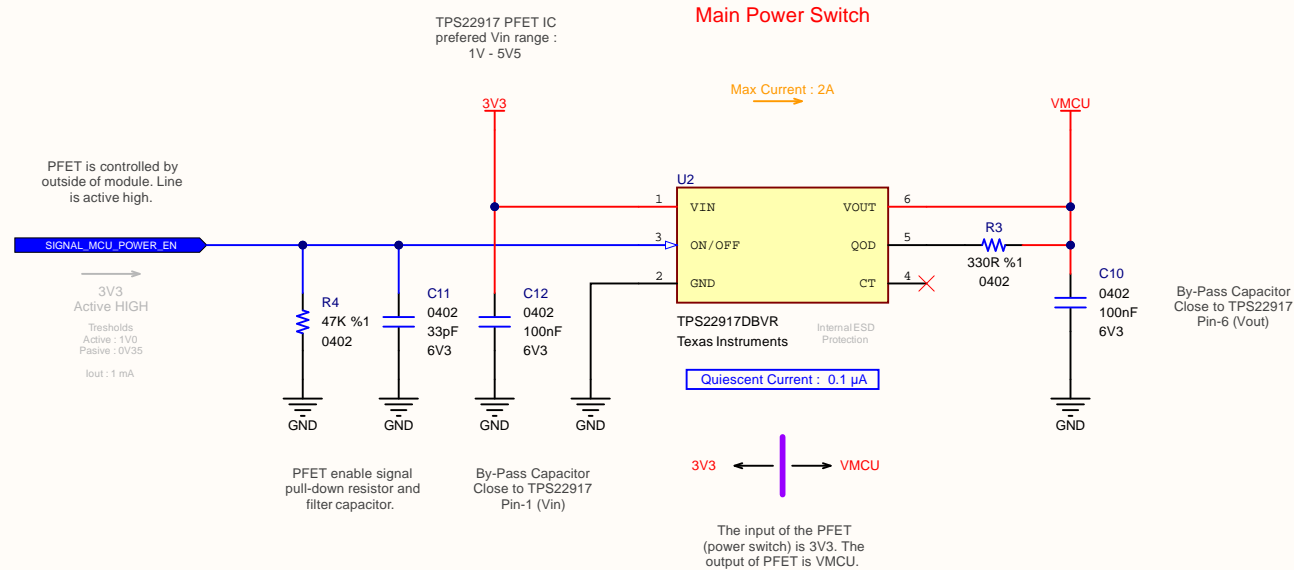 Main Power Switch
TPS22917 PFET IC
prefered Vin range :
1V - 5V5
Max Current : 2A
3V3
VMCU
PFET is controlled by
outside of module. Line
is active high.
SIGNAL_MCU_POWER_EN
3V3
Active HIGH
Tresholds
Active : 1V0
Pasive : 0V35
Iout : 1 mA
R4
47K %1
0402
C11
0402
33pF
6V3
C12
0402
100nF
6V3
U2
1
VIN
3
ON/OFF
2
GND
VOUT
6
QOD
5
CT
4
TPS22917DBVR
Texas Instruments
Internal ESD
Protection
Quiescent Current : 0.1 µA
R3
330R %1
0402
C10
0402
100nF
6V3
By-Pass Capacitor
Close to TPS22917
Pin-6 (Vout)
GND
GND
GND
GND
GND
PFET enable signal
pull-down resistor and
filter capacitor.
By-Pass Capacitor
Close to TPS22917
Pin-1 (Vin)
3V3
VMCU
The input of the PFET
(power switch) is 3V3. The
output of PFET is VMCU.